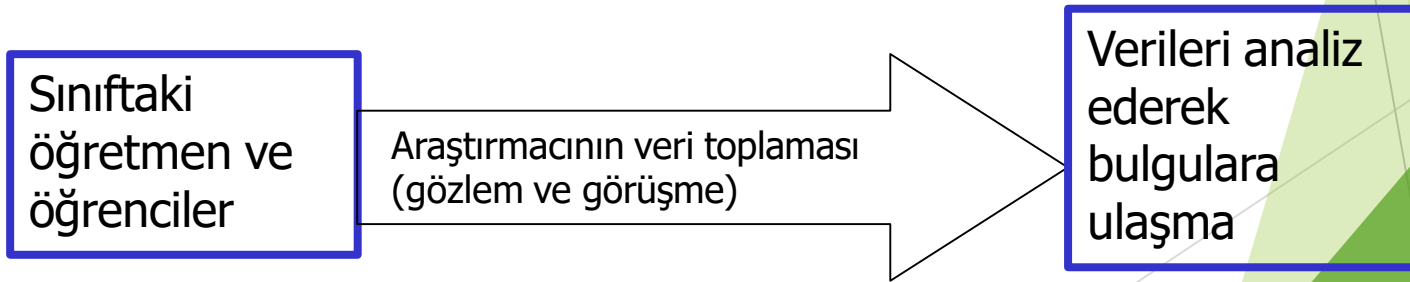 Sınıftaki
öğretmen ve
öğrenciler
Araştırmacının veri toplaması
(gözlem ve görüşme)
Verileri analiz
ederek
bulgulara
ulaşma